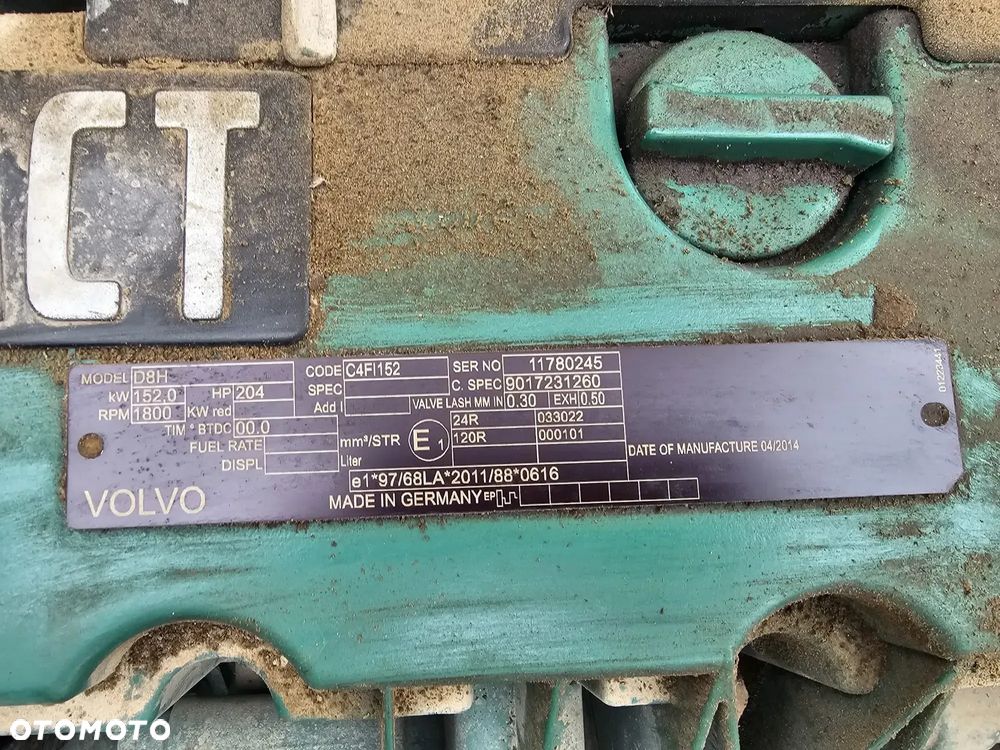 CT
MODEL D8H CODE C4FI152 SER NO 11780245
kW 152,0 HP 204 SPEC C. SPEC 9017231260
RPM 1800 KW red Add I VALVE LASH MM IN 0.30 EXH 0.50
TIM ° BTDC 00.0 24R 033022
FUEL RATE mm³/STR E1 120R 000101 DATE OF MANUFACTURE 04/2014
DISPL Liter
e1*97/68LA*2011/88*0616
VOLVO MADE IN GERMANY EP
01223441
OTOMOTO